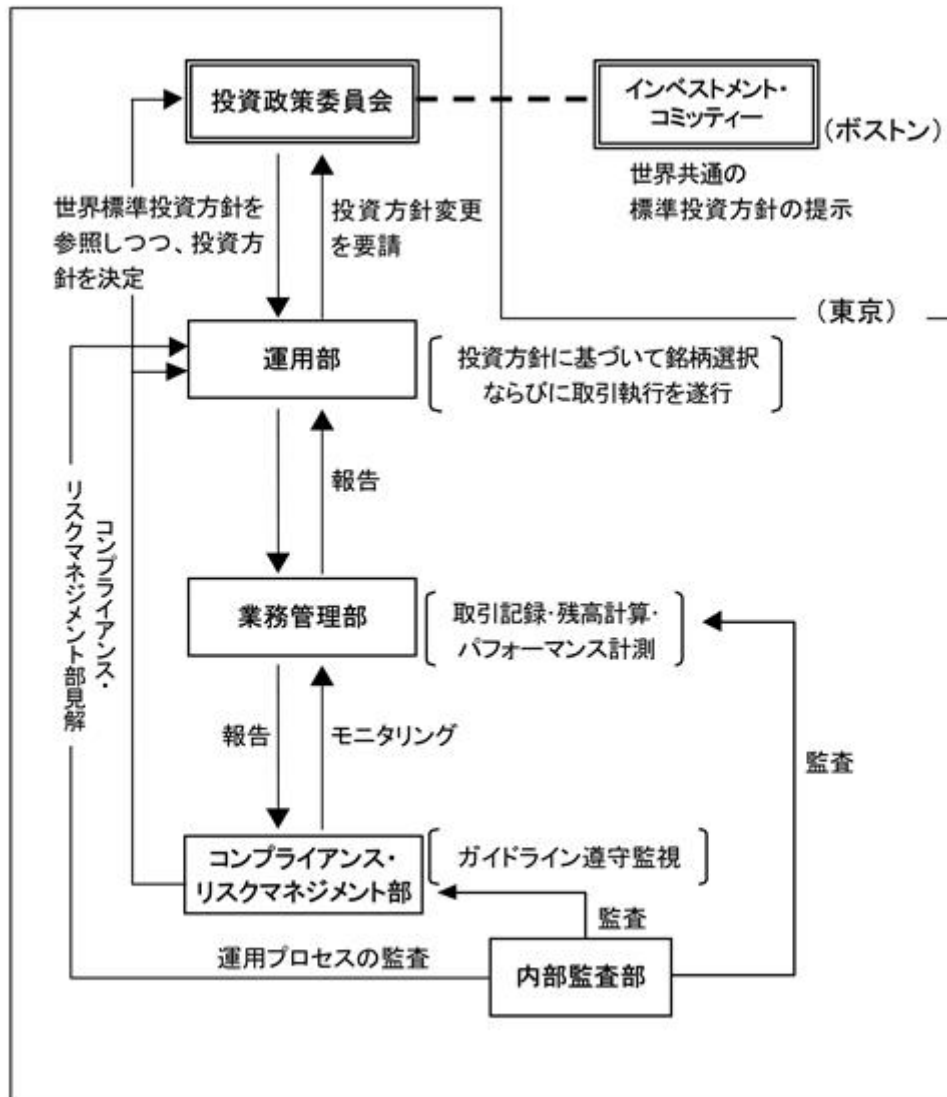 投資政策委員会
インベストメント・
コミッティー
(ボストン)
世界共通の
標準投資方針の提示
世界標準投資方針を
参照しつつ、投資方
針を決定
投資方針変更
を要請
(東京)
運用部
投資方針に基づいて銘柄選択
ならびに取引執行を遂行
報告
コンプライアンス・
リスクマネジメント部見解
業務管理部
取引記録・残高計算・
パフォーマンス計測
報告
モニタリング
監査
コンプライアンス・
リスクマネジメント部
ガイドライン遵守監視
監査
運用プロセスの監査
内部監査部